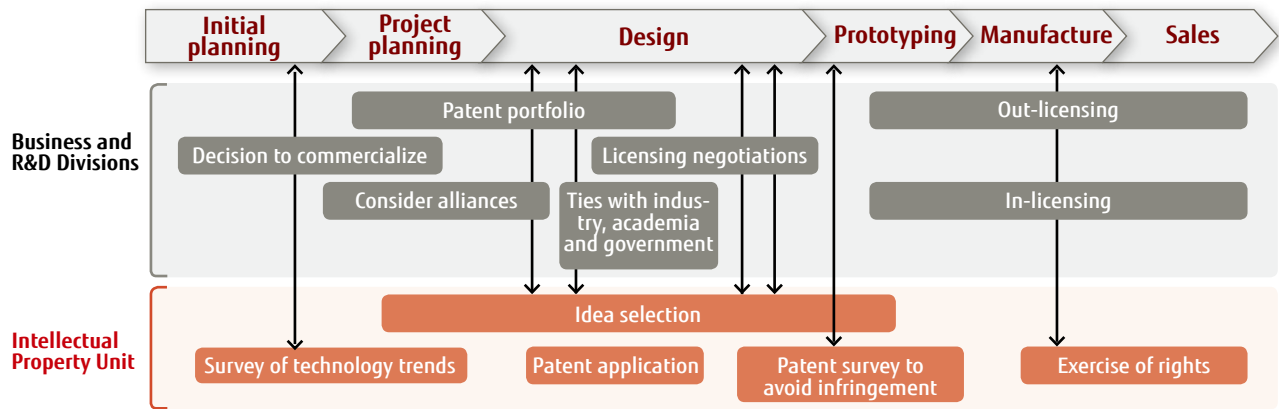 Initial
planning
Project
planning
Design
Prototyping
Manufacture
Sales
Business and
R&D Divisions
Patent portfolio
Out-licensing
Decision to commercialize
Licensing negotiations
Consider alliances
Ties with indus-
try, academia
and government
In-licensing
Intellectual
Property Unit
Idea selection
Survey of technology trends
Patent application
Patent survey to
avoid infringement
Exercise of rights